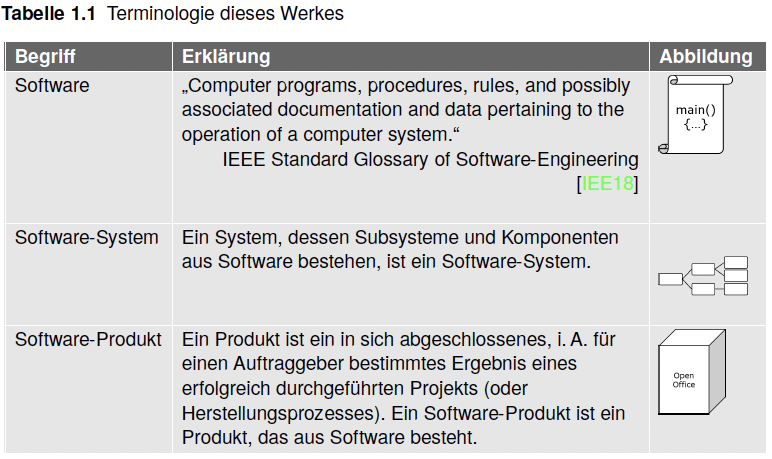 Tabelle 1.1 Terminologie dieses Werkes
Begriff Erklärung Abbildung
Software „Computer programs, procedures, rules, and possibly
associated documentation and data pertaining to the
operation of a computer system.“
IEEE Standard Glossary of Software-Engineering
[IEE18]
main()
{...}
Software-System Ein System, dessen Subsysteme und Komponenten
aus Software bestehen, ist ein Software-System.
Software-Produkt Ein Produkt ist ein in sich abgeschlossenes, i. A. für
einen Auftraggeber bestimmtes Ergebnis eines
erfolgreich durchgeführten Projekts (oder
Herstellungsprozesses). Ein Software-Produkt ist ein
Produkt, das aus Software besteht.
Open
Office